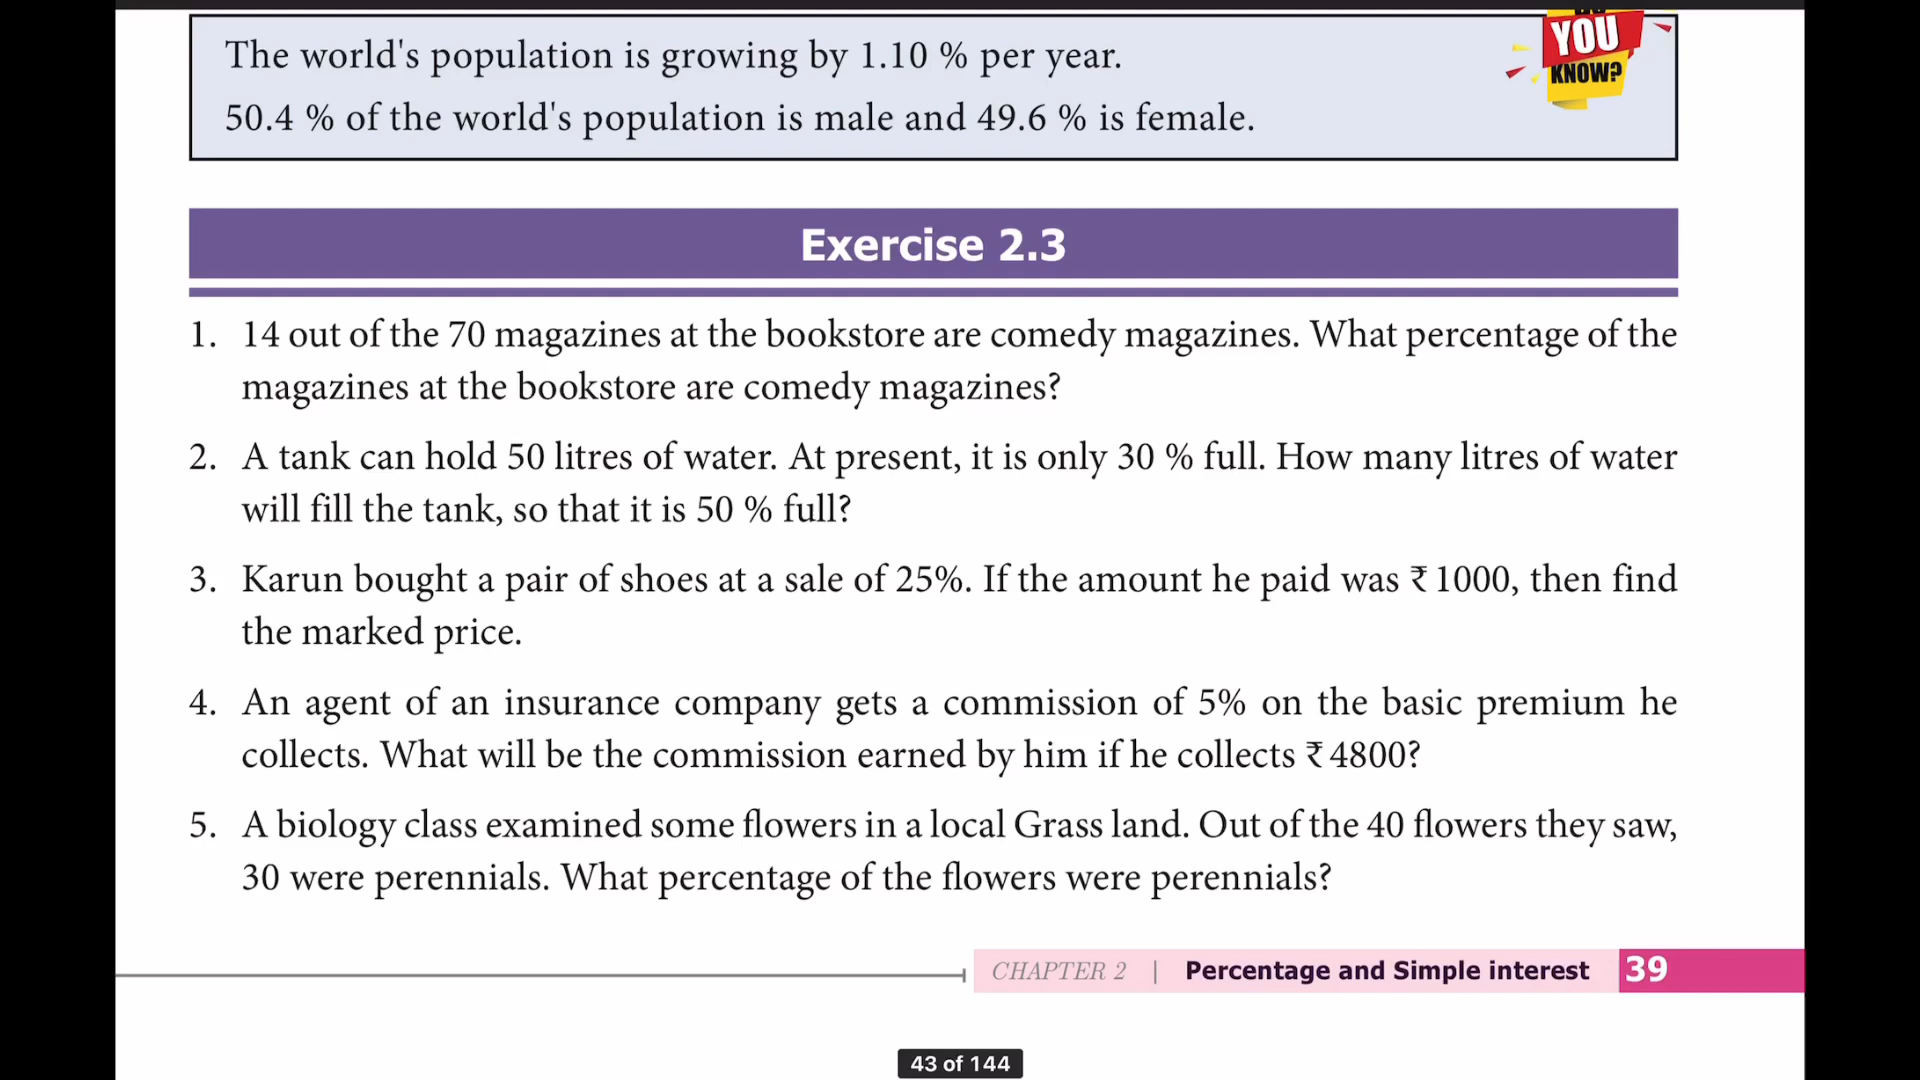 The world's population is growing by 1.10 % per year.
50.4 % of the world's population is male and 49.6 % is female.
YOU
KNOW?
Exercise 2.3
1. 14 out of the 70 magazines at the bookstore are comedy magazines. What percentage of the
magazines at the bookstore are comedy magazines?
2. A tank can hold 50 litres of water. At present, it is only 30 % full. How many litres of water
will fill the tank, so that it is 50 % full?
3. Karun bought a pair of shoes at a sale of 25%. If the amount he paid was ₹ 1000, then find
the marked price.
4. An agent of an insurance company gets a commission of 5% on the basic premium he
collects. What will be the commission earned by him if he collects ₹ 4800?
5. A biology class examined some flowers in a local Grass land. Out of the 40 flowers they saw,
30 were perennials. What percentage of the flowers were perennials?
CHAPTER 2 | Percentage and Simple interest 39
43 of 144